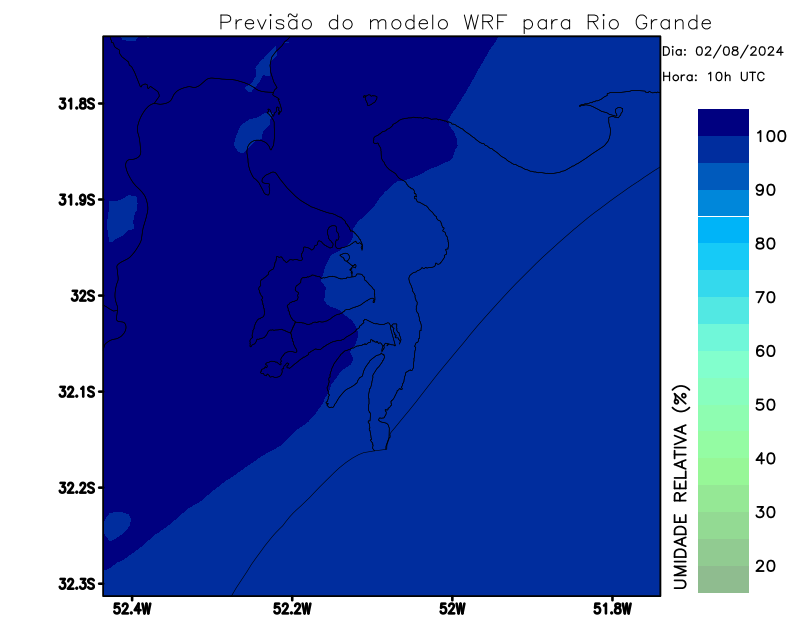 Previsão do modelo WRF para Rio Grande
Dia: 02/08/2024
Hora: 10h UTC
31.8S
31.9S
32S
32.1S
32.2S
32.3S
52.4W
52.2W
52W
51.8W
100
90
80
70
60
50
40
30
20
UMIDADE RELATIVA (%)